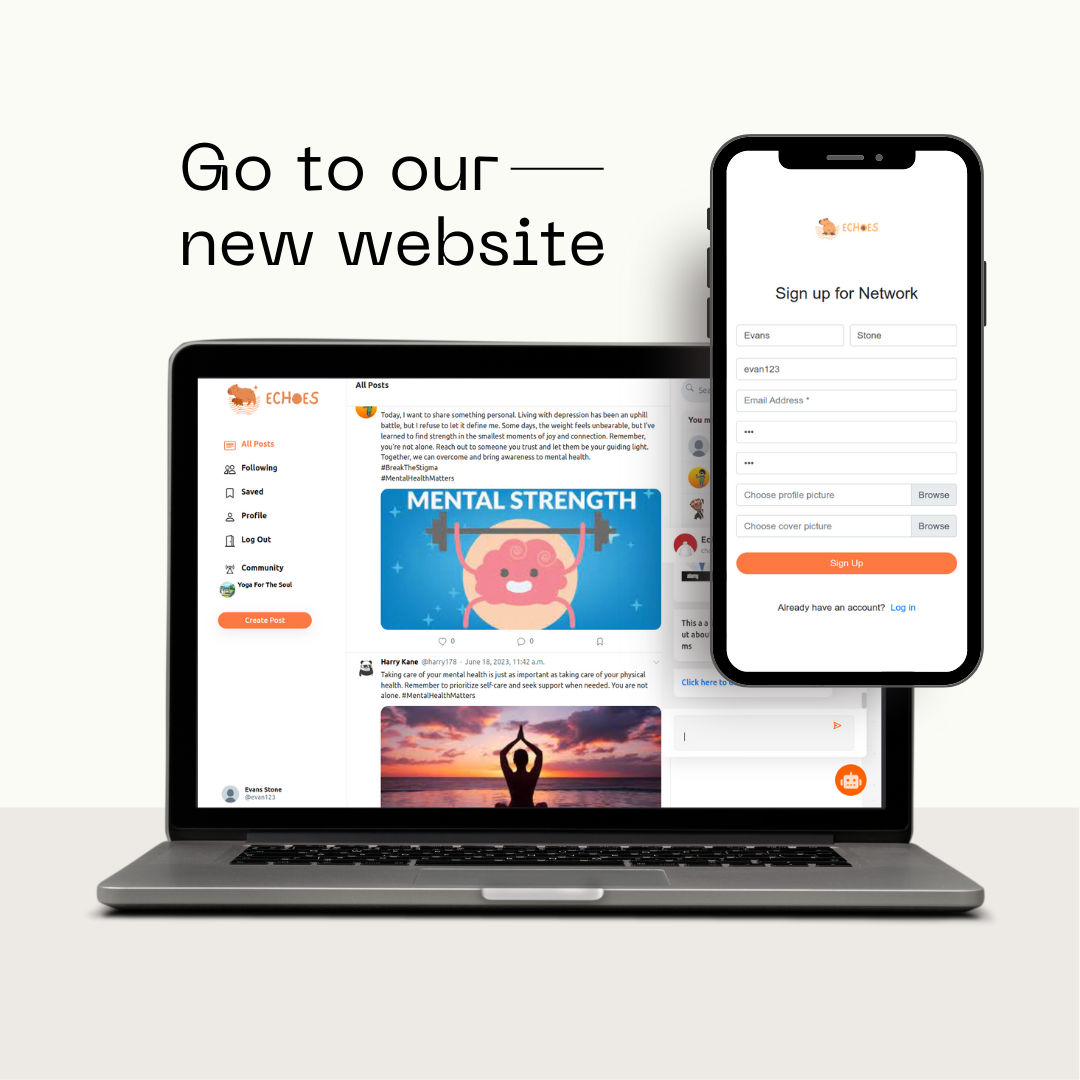 Go to our
new website
ECHOES
All Posts
Following
Saved
Profile
Log Out
Community
Yoga For The Soul
Create Post
Evans Stone
@evan123
All Posts
Today, I want to share something personal. Living with depression has been an uphill
battle, but I refuse to let it define me. Some days, the weight feels unbearable, but I've
learned to find strength in the smallest moments of joy and connection. Remember,
you're not alone. Reach out to someone you trust and let them be your guiding light.
Together, we can overcome and bring awareness to mental health.
#BreakTheStigma
#MentalHealthMatters
MENTAL STRENGTH
0 0
Harry Kane @harry178 · June 18, 2023, 11:42 a.m.
Taking care of your mental health is just as important as taking care of your physical
health. Remember to prioritize self-care and seek support when needed. You are not
alone. #MentalHealthMatters
You m
This a a
ut abou
ms
Click here to
ECHOES
Sign up for Network
Evans Stone
evan123
Email Address *
•••
•••
Choose profile picture Browse
Choose cover picture Browse
Sign Up
Already have an account? Log in